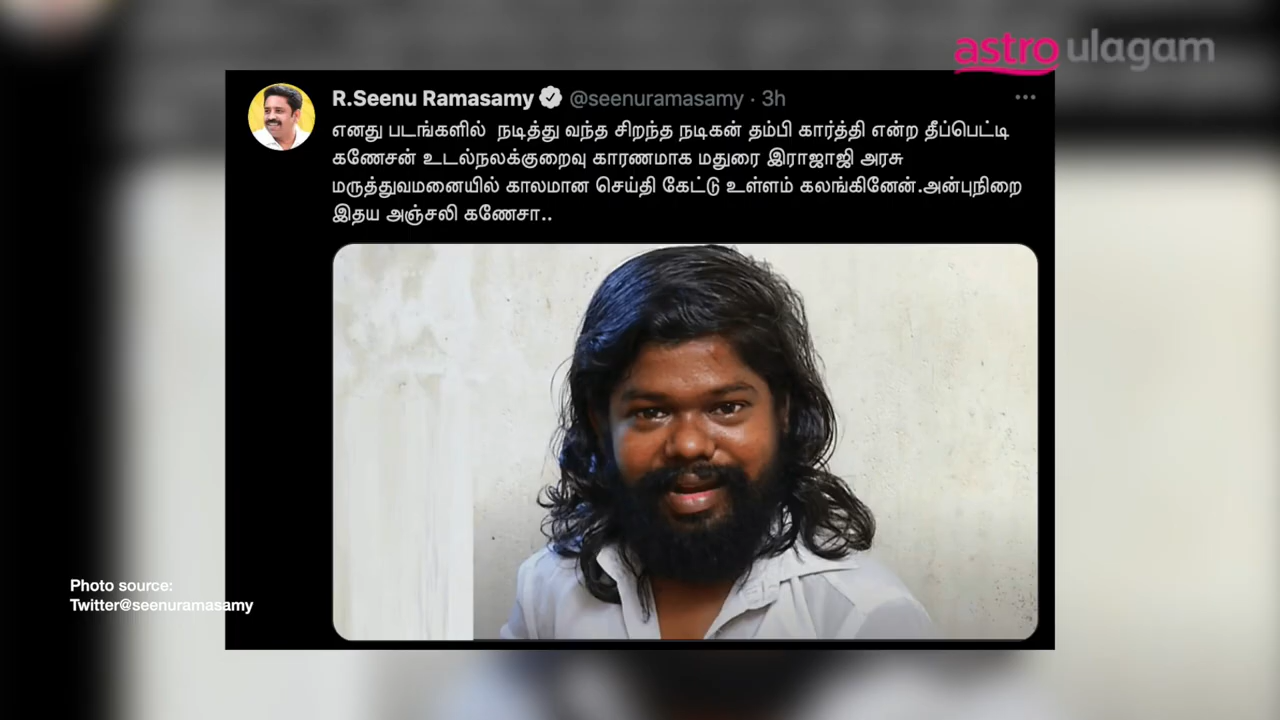 astro ulagam
R.Seenu Ramasamy @seenuramasamy · 3h
எனது படங்களில் நடித்து வந்த சிறந்த நடிகன் தம்பி கார்த்தி என்ற தீப்பெட்டி
கணேசன் உடல்நலக்குறைவு காரணமாக மதுரை இராஜாஜி அரசு
மருத்துவமனையில் காலமான செய்தி கேட்டு உள்ளம் கலங்கினேன்.அன்புநிறை
இதய அஞ்சலி கணேசா..
Photo source:
Twitter@seenuramasamy